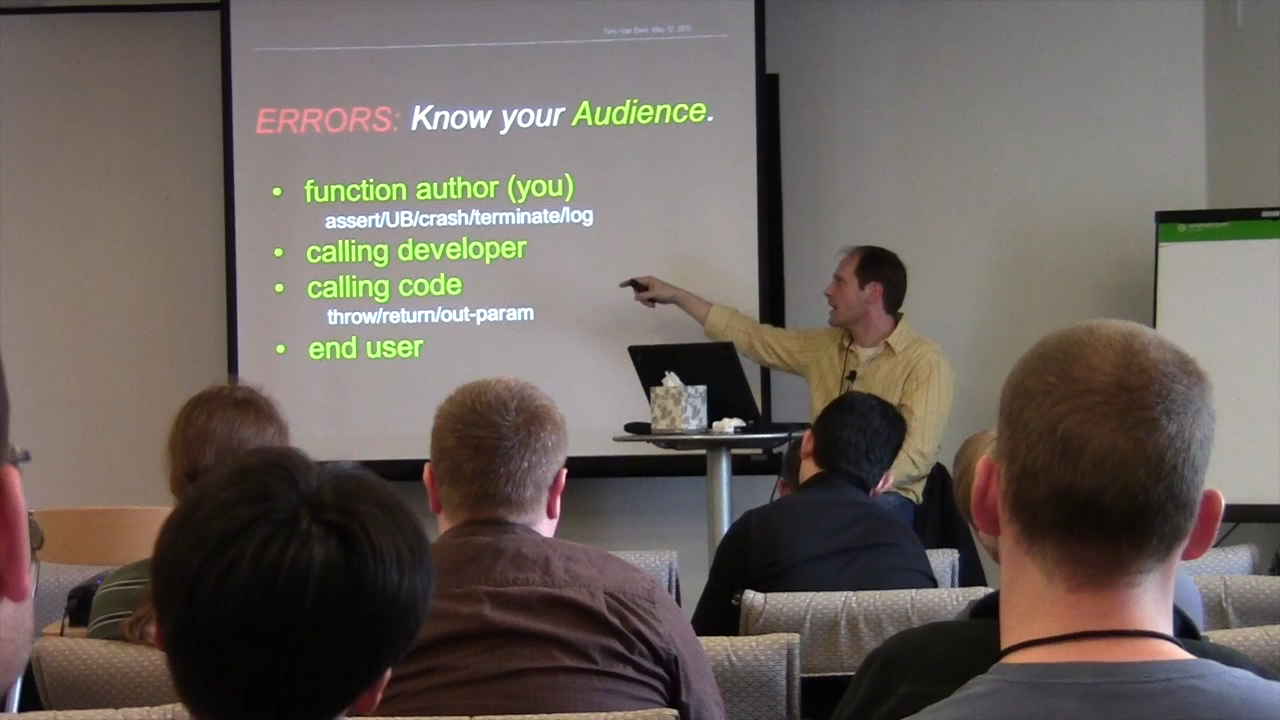 ERRORS: Know your Audience.
• function author (you)
assert/UB/crash/terminate/log
• calling developer
• calling code
throw/return/out-param
• end user